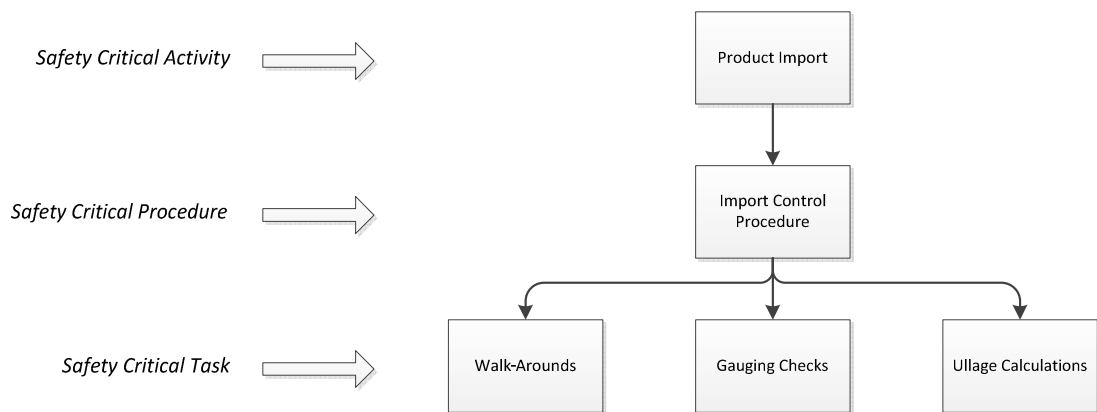 Safety Critical Activity
Product Import
Safety Critical Procedure
Import Control
Procedure
Safety Critical Task
Walk-Arounds
Gauging Checks
Ullage Calculations